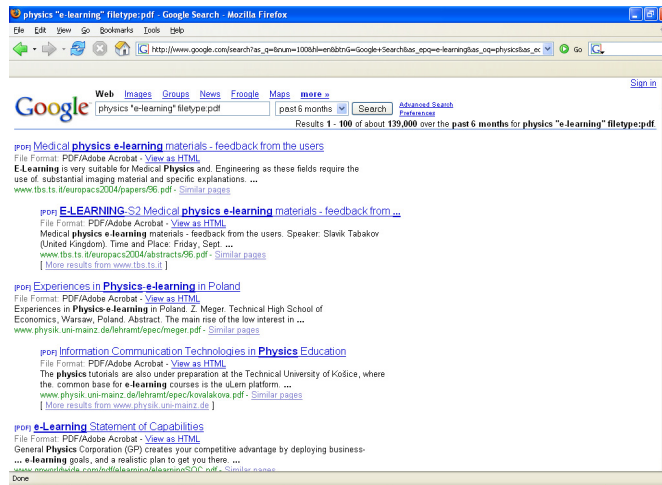 physics "e-learning" filetype:pdf - Google Search - Mozilla Firefox
File Edit View Go Bookmarks Tools Help
http://www.google.com/search?as_q=&num=100&hl=en&btnG=Google+Search&as_epq=e-learning&as_oq=physics&as_ec Go
Sign in
Web Images Groups News Froogle Maps more »
Google physics "e-learning" filetype:pdf past 6 months Search Advanced Search
Preferences
Results 1 - 100 of about 139,000 over the past 6 months for physics "e-learning" filetype:pdf.
[PDF] Medical physics e-learning materials - feedback from the users
File Format: PDF/Adobe Acrobat - View as HTML
E-Learning is very suitable for Medical Physics and. Engineering as these fields require the
use of. substantial imaging material and specific explanations. ...
www.tbs.ts.it/europacs2004/papers/96.pdf - Similar pages
[PDF] E-LEARNING-S2 Medical physics e-learning materials - feedback from ...
File Format: PDF/Adobe Acrobat - View as HTML
Medical physics e-learning materials - feedback from the users. Speaker: Slavik Tabakov
(United Kingdom). Time and Place: Friday, Sept. ...
www.tbs.ts.it/europacs2004/abstracts/96.pdf - Similar pages
[ More results from www.tbs.ts.it ]
[PDF] Experiences in Physics-e-learning in Poland
File Format: PDF/Adobe Acrobat - View as HTML
Experiences in Physics-e-learning in Poland. Z. Meger. Technical High School of
Economics, Warsaw, Poland. Abstract. The main rise of the low interest in ...
www.physik.uni-mainz.de/lehramt/epec/meger.pdf - Similar pages
[PDF] Information Communication Technologies in Physics Education
File Format: PDF/Adobe Acrobat - View as HTML
The physics tutorials are also under preparation at the Technical University of Košice, where
the. common base for e-learning courses is the uLern platform. ...
www.physik.uni-mainz.de/lehramt/epec/kovalakova.pdf - Similar pages
[ More results from www.physik.uni-mainz.de ]
[PDF] e-Learning Statement of Capabilities
File Format: PDF/Adobe Acrobat - View as HTML
General Physics Corporation (GP) creates your competitive advantage by deploying business-
... e-learning goals, and a realistic plan to get you there. ...
www.gpworldwide.com/pdf/elearning/elearningSOC.pdf - Similar pages
Done